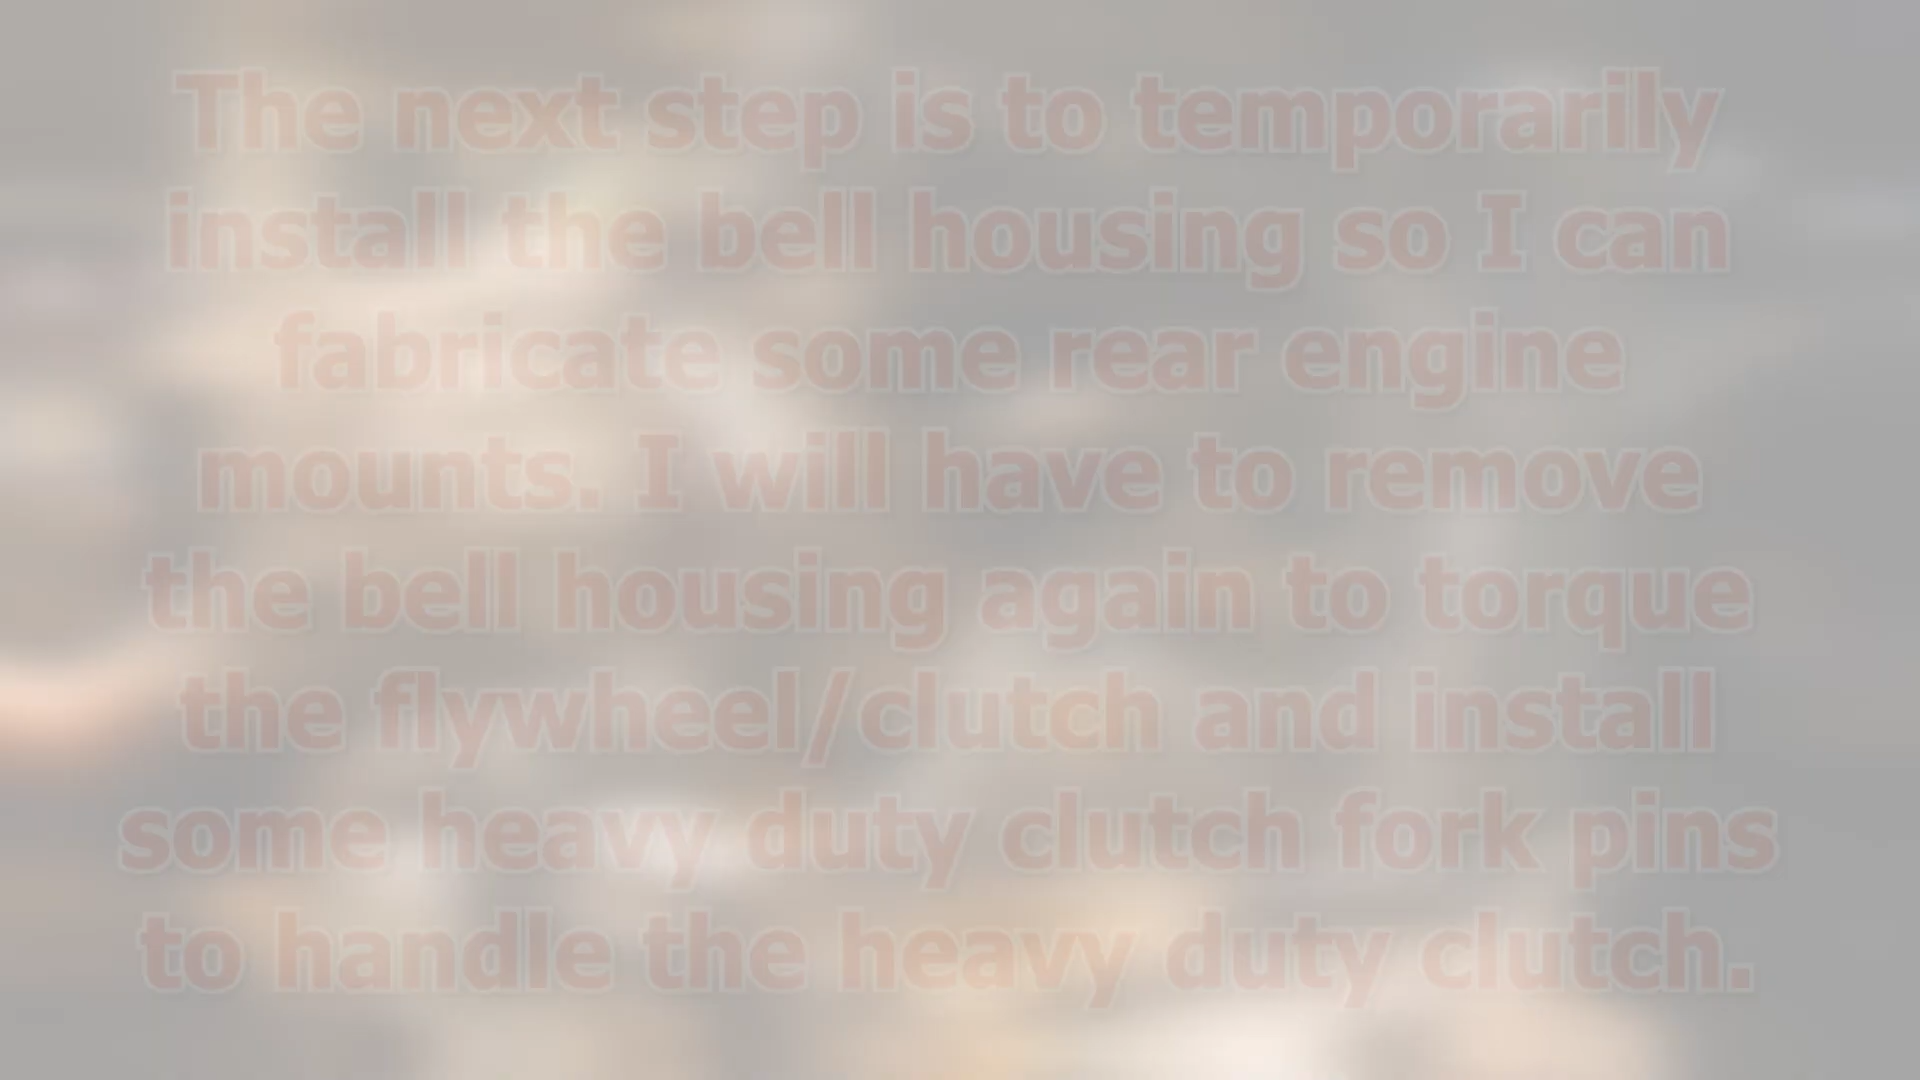 The next step is to temporarily
install the bell housing so I can
fabricate some rear engine
mounts. I will have to remove
the bell housing again to torque
the flywheel/clutch and install
some heavy duty clutch fork pins
to handle the heavy duty clutch.